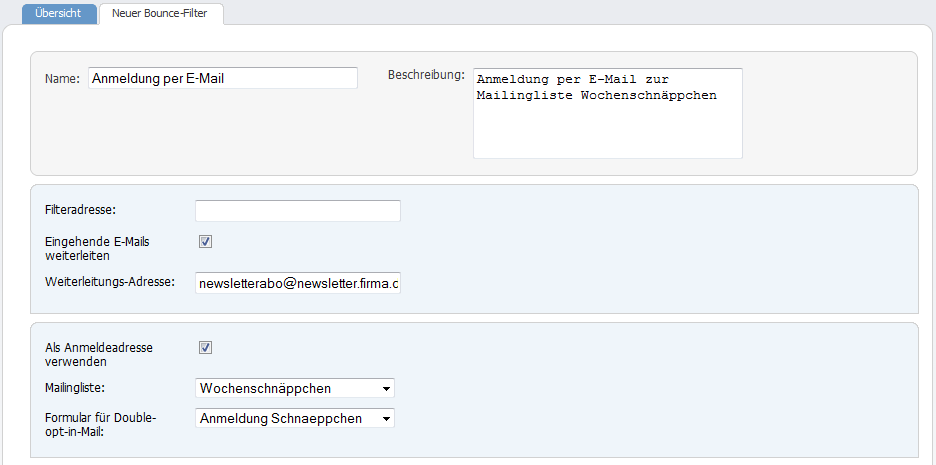 Übersicht
Neuer Bounce-Filter
Name:
Anmeldung per E-Mail
Beschreibung:
Anmeldung per E-Mail zur
Mailingliste Wochenschnäppchen
Filteradresse:
Eingehende E-Mails
weiterleiten
Weiterleitungs-Adresse:
newsletterabo@newsletter.firma.c
Als Anmeldeadresse
verwenden
Mailingliste:
Wochenschnäppchen
Formular für Double-
opt-in-Mail:
Anmeldung Schnaeppchen